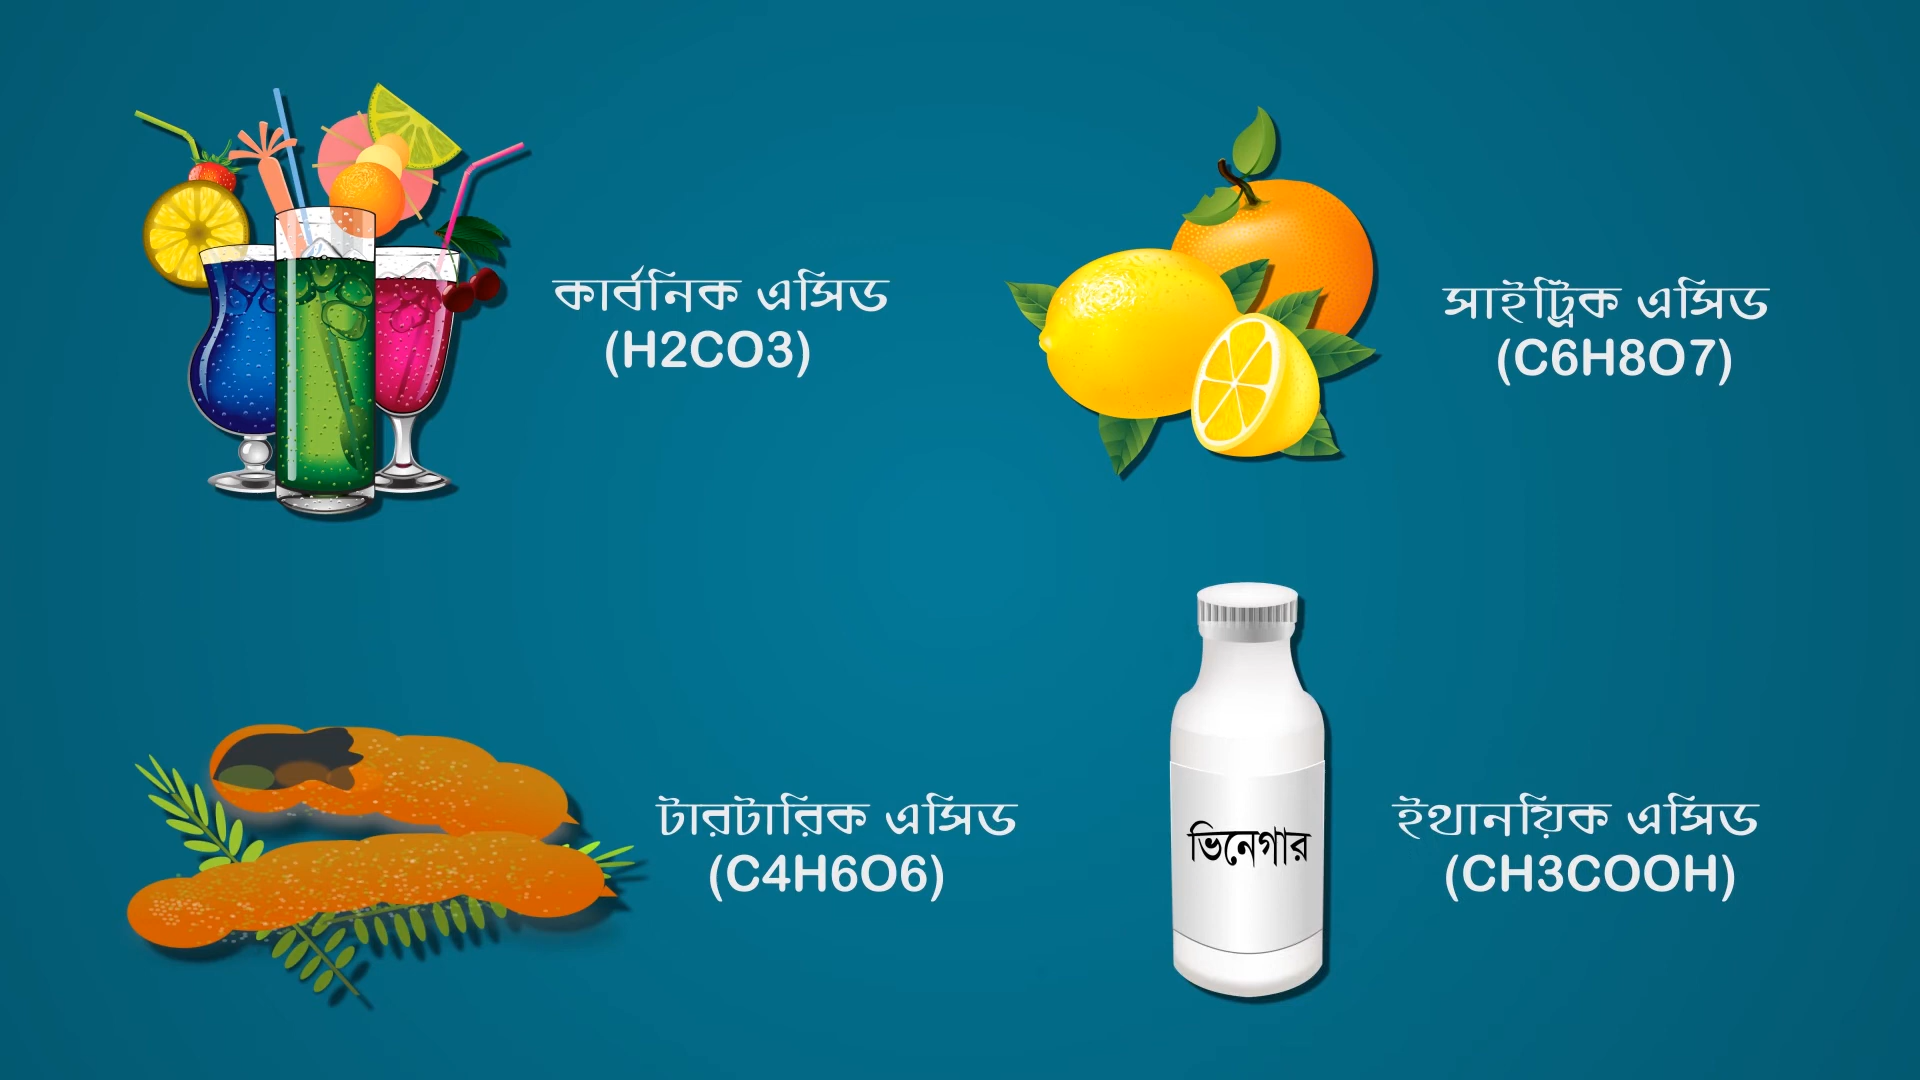 কার্বনিক এসিড
(H2CO3)
সাইট্রিক এসিড
(C6H8O7)
টারটারিক এসিড
(C4H6O6)
ভিনেগার
ইথানয়িক এসিড
(CH3COOH)